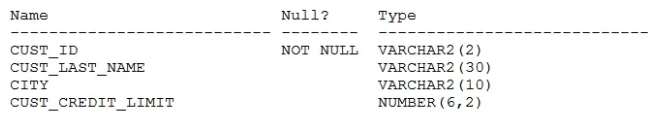 Name Null? Type
--------------------------- -------- ----------------------------
CUST_ID NOT NULL VARCHAR2(2)
CUST_LAST_NAME VARCHAR2(30)
CITY VARCHAR2(10)
CUST_CREDIT_LIMIT NUMBER(6,2)